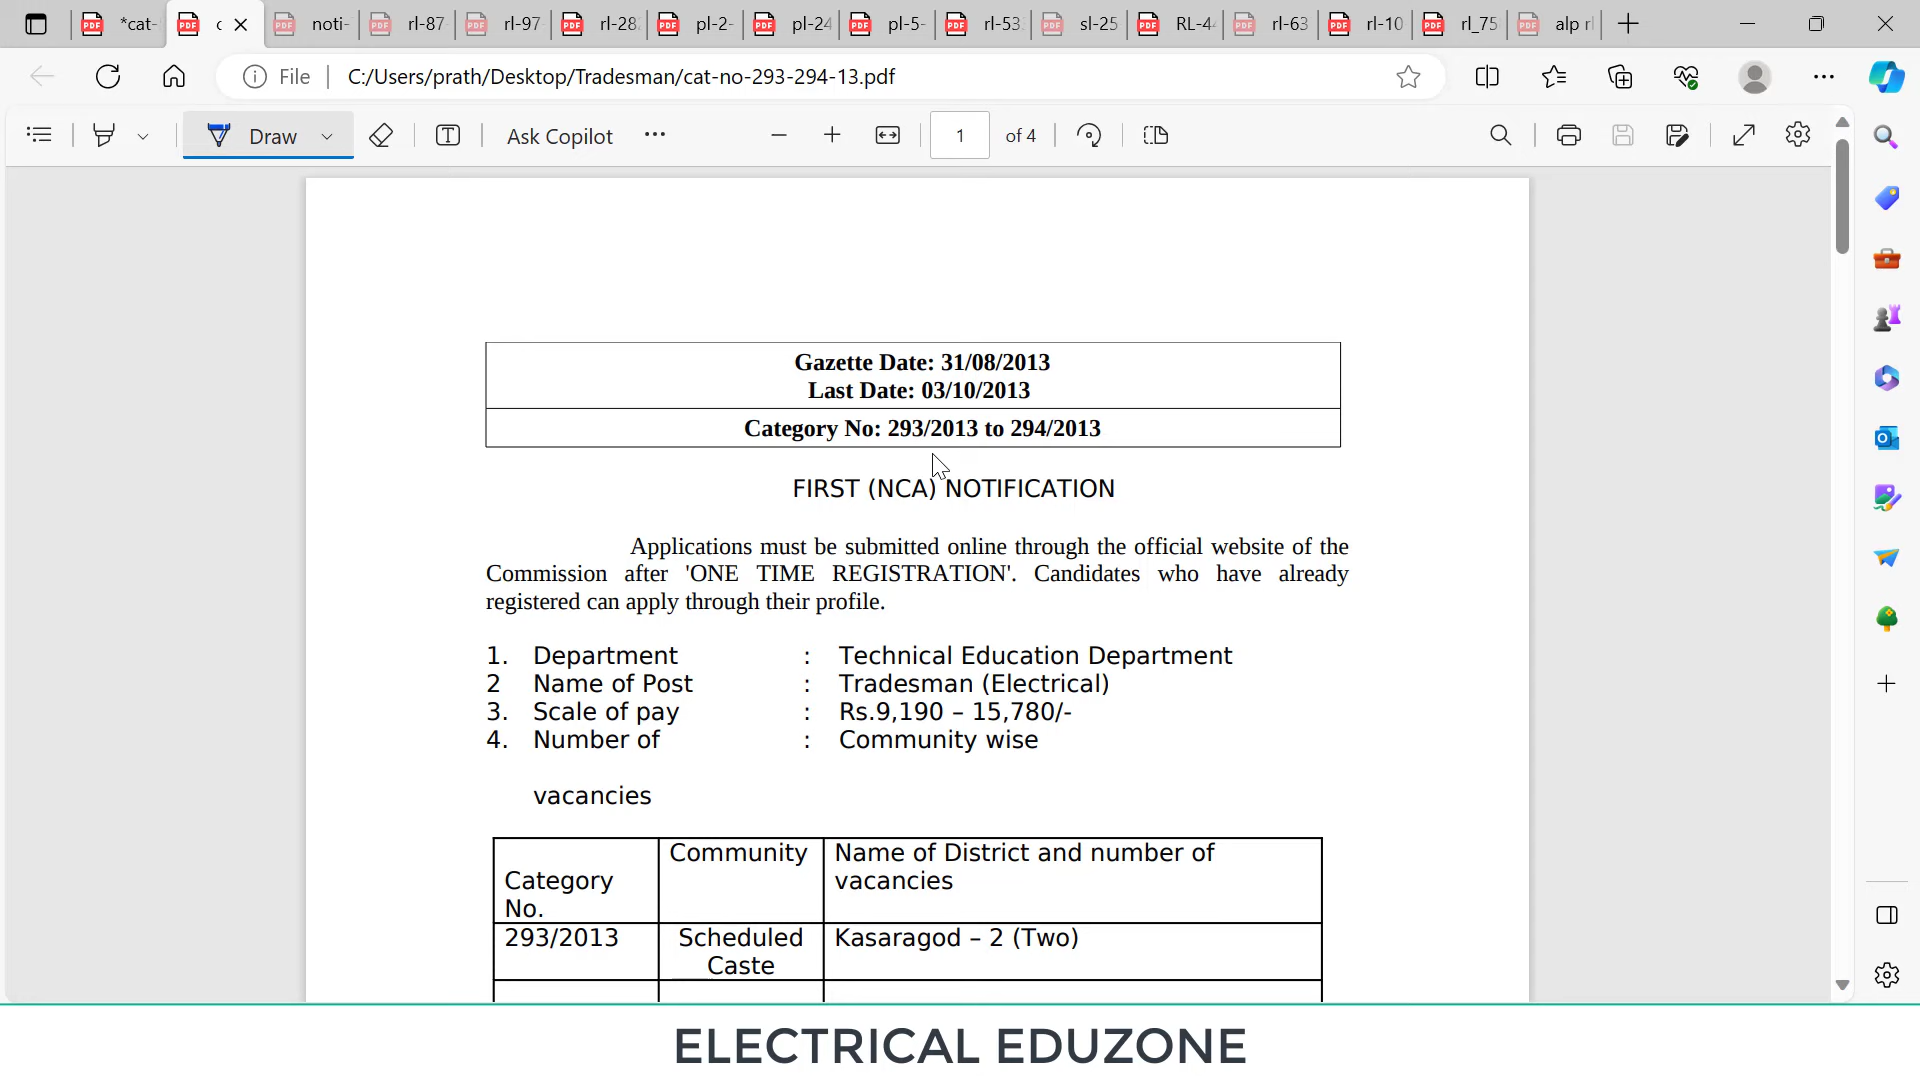 *cat-
c
noti-
rl-87
rl-97
rl-28
pl-2-
pl-24
pl-5-
rl-53
sl-25
RL-4
rl-63
rl-10
rl_75
alp r
File
C:/Users/prath/Desktop/Tradesman/cat-no-293-294-13.pdf
Draw
Ask Copilot
1 of 4
Gazette Date: 31/08/2013
Last Date: 03/10/2013
Category No: 293/2013 to 294/2013
FIRST (NCA) NOTIFICATION
Applications must be submitted online through the official website of the
Commission after 'ONE TIME REGISTRATION'. Candidates who have already
registered can apply through their profile.
1. Department : Technical Education Department
2 Name of Post : Tradesman (Electrical)
3. Scale of pay : Rs.9,190 – 15,780/-
4. Number of : Community wise
vacancies
Category
No.
Community
Name of District and number of
vacancies
293/2013
Scheduled
Caste
Kasaragod – 2 (Two)
ELECTRICAL EDUZONE